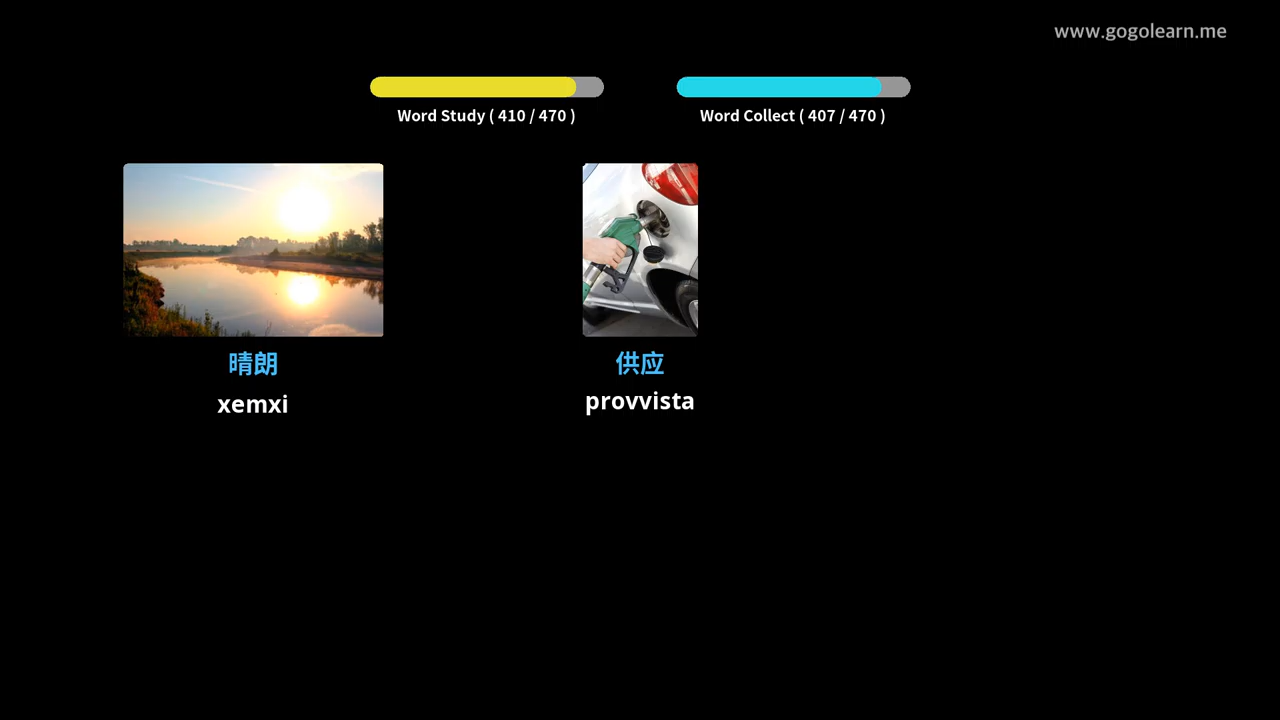 www.gogolearn.me
Word Study ( 410 / 470 )
Word Collect ( 407 / 470 )
晴朗
供应
xemxi
provvista